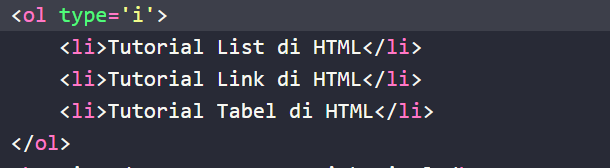 <ol type='i'>
    <li>Tutorial List di HTML</li>
    <li>Tutorial Link di HTML</li>
    <li>Tutorial Tabel di HTML</li>
</ol>